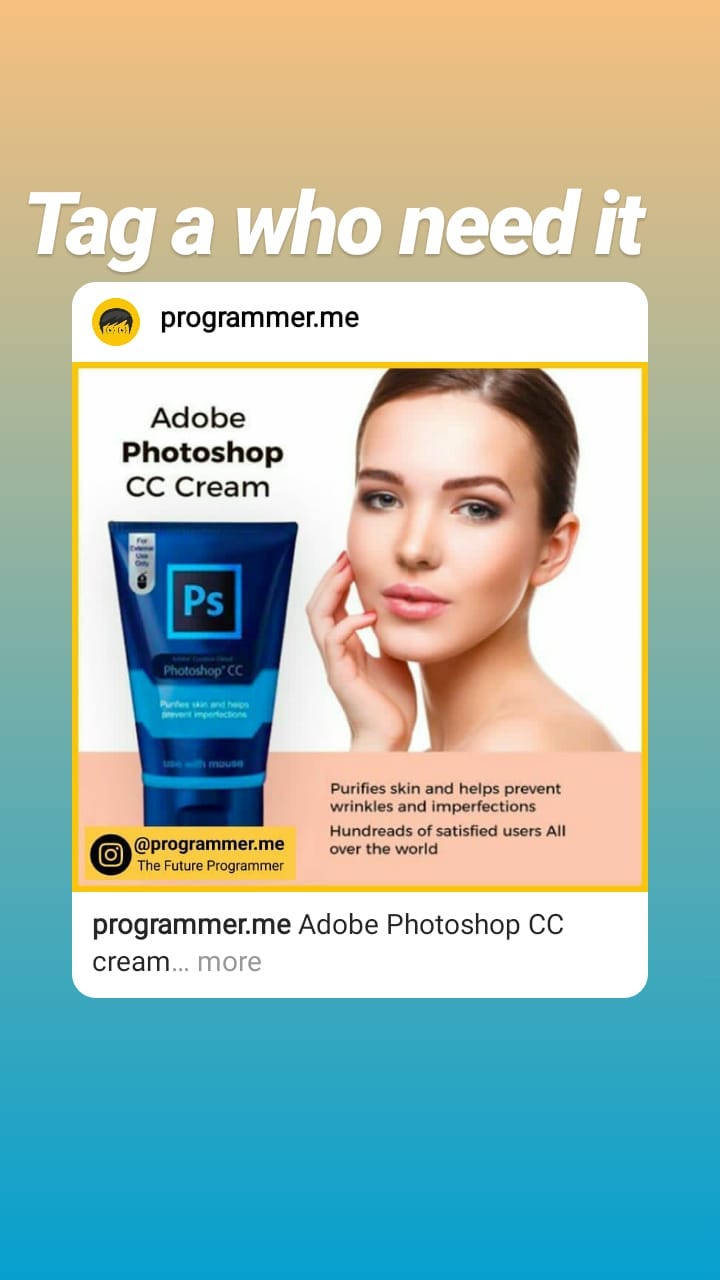 Tag a who need it
programmer.me
Adobe
Photoshop
CC Cream
For
External
Use
Only
Ps
Photoshop CC
Purifies skin and helps
prevent imperfections
use with mouse
Purifies skin and helps prevent
wrinkles and imperfections
Hundreads of satisfied users All
over the world
@programmer.me
The Future Programmer
programmer.me Adobe Photoshop CC
cream... more